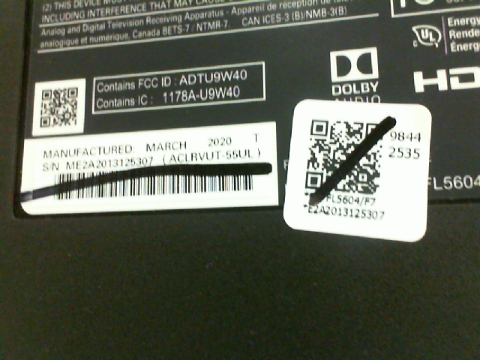 (2) THIS DEVICE MUST
INCLUDING INTERFERENCE THAT MAY CAUSE
Analog and Digital Television Receiving Apparatus - Appareil de réception de
analogique et numérique, Canada BETS-7 / NTMR-7. CAN ICES-3 (B)/NMB-3(B)
Contains FCC ID : ADTU9W40
Contains IC : 1178A-U9W40
DOLBY
AUDIO
UL
Energy
HD
MANUFACTURED: MARCH 2020 T
S/N ME2A2013125307 (ACLRVUT-55UL)
9844
2535
FL5604/F7
E2A2013125307
FL5604